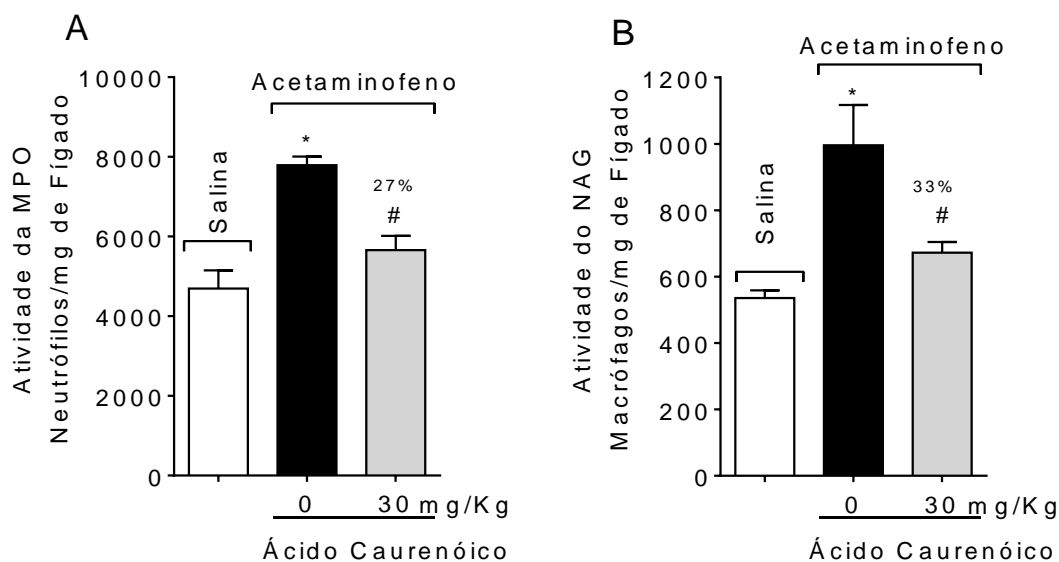 A
Acetaminofeno
Atividade da MPO
Neutrófilos/mg de Fígado
10000
8000
6000
4000
2000
0
Salina
*
27%
#
0
30 mg/Kg
Ácido Caurenóico
B
Acetaminofeno
Atividade do NAG
Macrófagos/mg de Fígado
1200
1000
800
600
400
200
0
Salina
*
33%
#
0
30 mg/Kg
Ácido Caurenóico